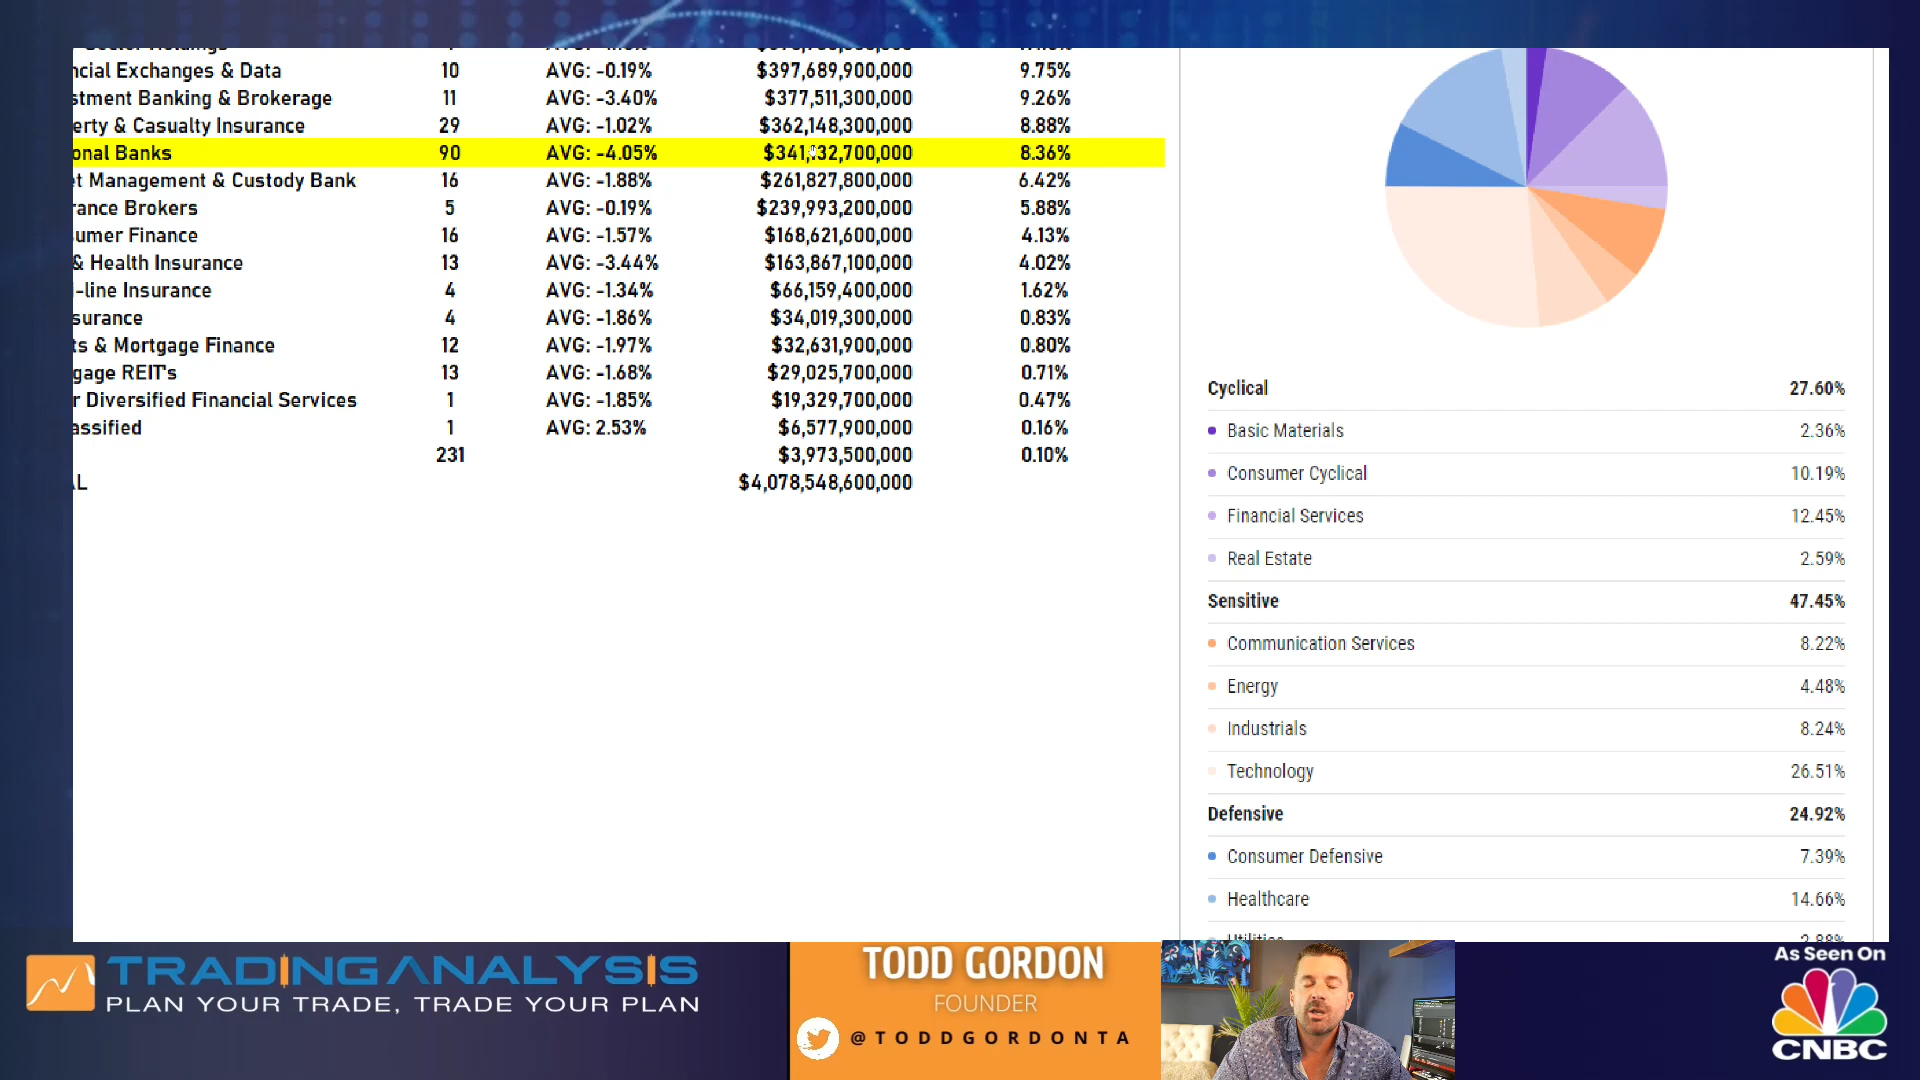 ncial Exchanges & Data 10 AVG: -0.19% $397,689,900,000 9.75%
stment Banking & Brokerage 11 AVG: -3.40% $377,511,300,000 9.26%
erty & Casualty Insurance 29 AVG: -1.02% $362,148,300,000 8.88%
onal Banks 90 AVG: -4.05% $341,132,700,000 8.36%
et Management & Custody Bank 16 AVG: -1.88% $261,827,800,000 6.42%
rance Brokers 5 AVG: -0.19% $239,993,200,000 5.88%
umer Finance 16 AVG: -1.57% $168,621,600,000 4.13%
& Health Insurance 13 AVG: -3.44% $163,867,100,000 4.02%
i-line Insurance 4 AVG: -1.34% $66,159,400,000 1.62%
surance 4 AVG: -1.86% $34,019,300,000 0.83%
ts & Mortgage Finance 12 AVG: -1.97% $32,631,900,000 0.80%
gage REIT's 13 AVG: -1.68% $29,025,700,000 0.71%
r Diversified Financial Services 1 AVG: -1.85% $19,329,700,000 0.47%
assified 1 AVG: 2.53% $6,577,900,000 0.16%
231 $3,973,500,000 0.10%
AL $4,078,548,600,000
Cyclical 27.60%
Basic Materials 2.36%
Consumer Cyclical 10.19%
Financial Services 12.45%
Real Estate 2.59%
Sensitive 47.45%
Communication Services 8.22%
Energy 4.48%
Industrials 8.24%
Technology 26.51%
Defensive 24.92%
Consumer Defensive 7.39%
Healthcare 14.66%
TRADINGANALYSIS
PLAN YOUR TRADE, TRADE YOUR PLAN
TODD GORDON
FOUNDER
@TODDGORDONTA
As Seen On
CNBC